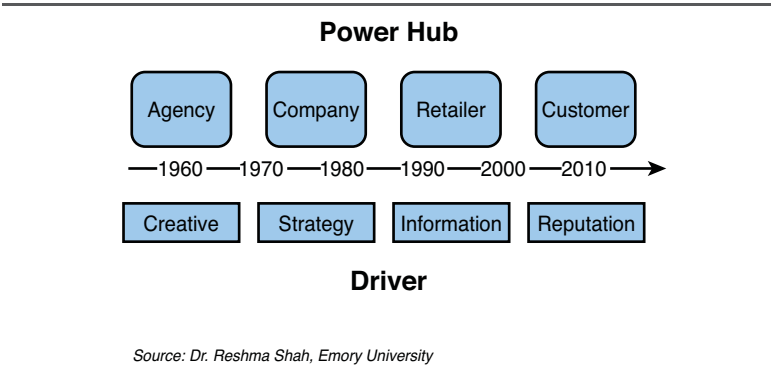 Power Hub
Agency Company Retailer Customer
1960 1970 1980 1990 2000 2010
Creative Strategy Information Reputation
Driver
Source: Dr. Reshma Shah, Emory University